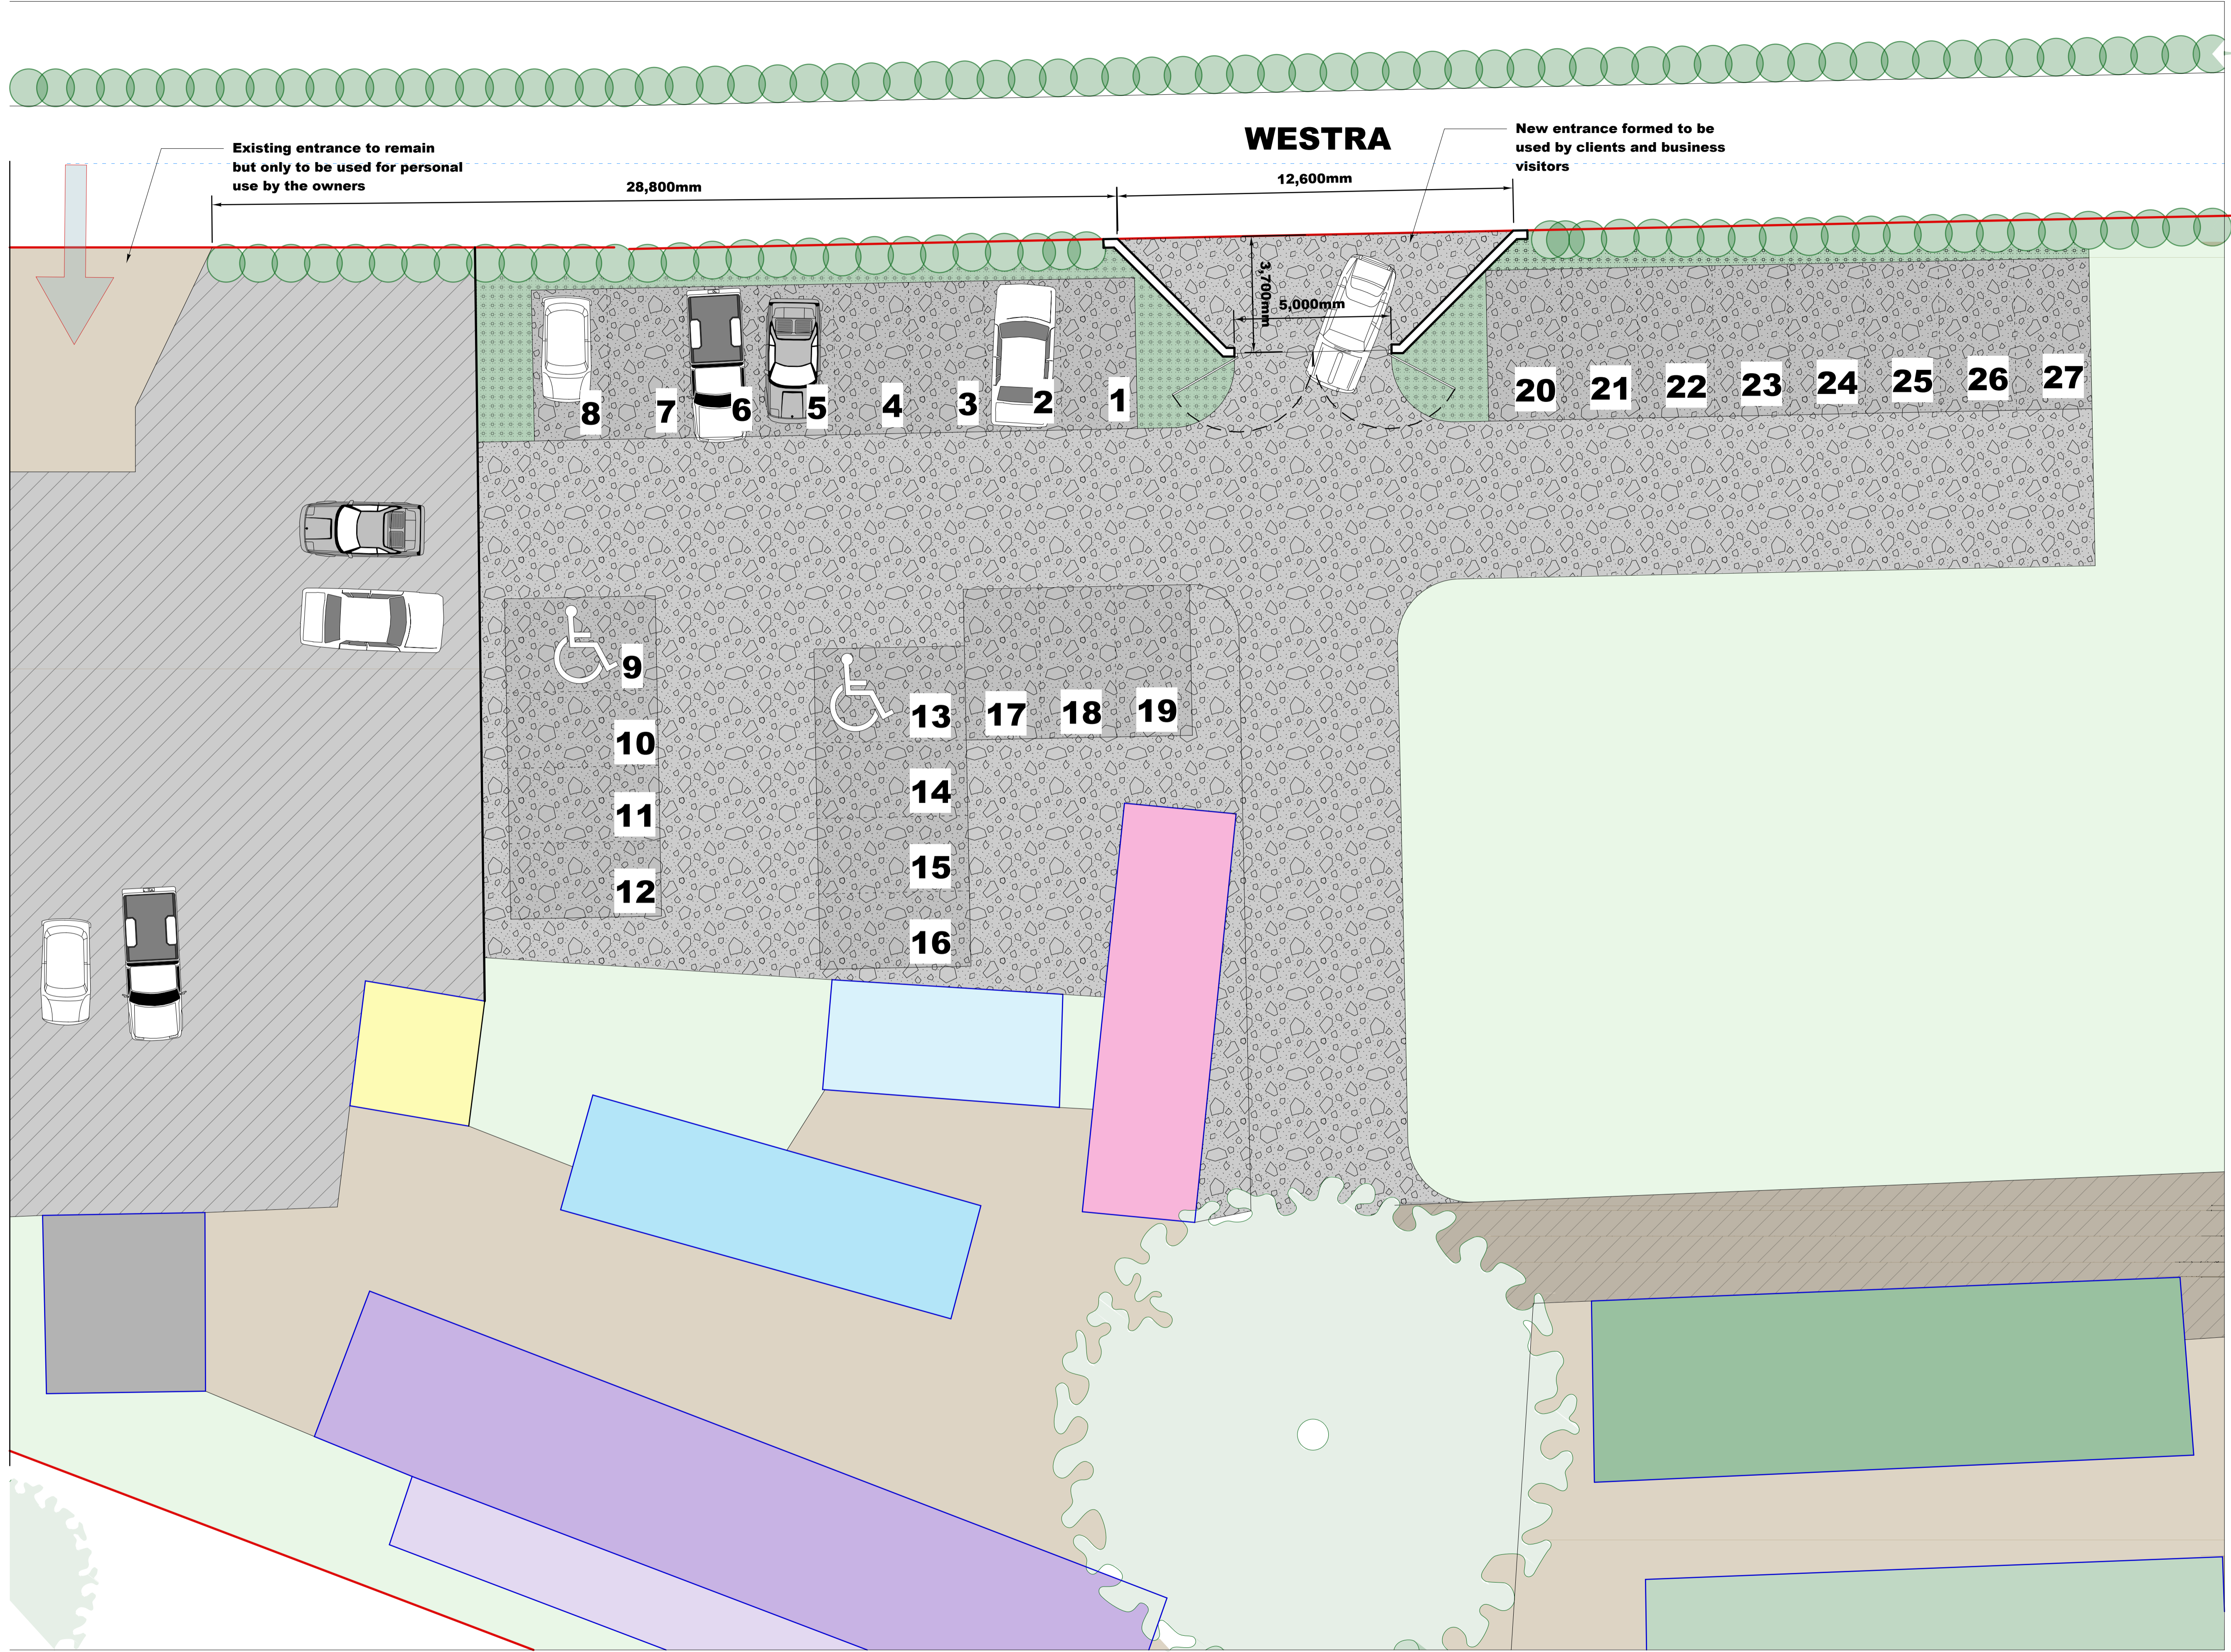 WESTRA
Existing entrance to remain
but only to be used for personal
use by the owners
New entrance formed to be
used by clients and business
visitors
28,800mm
12,600mm
3,700mm
5,000mm
8
7
6
5
4
3
2
1
20
21
22
23
24
25
26
27
9
10
11
12
13
14
15
16
17
18
19